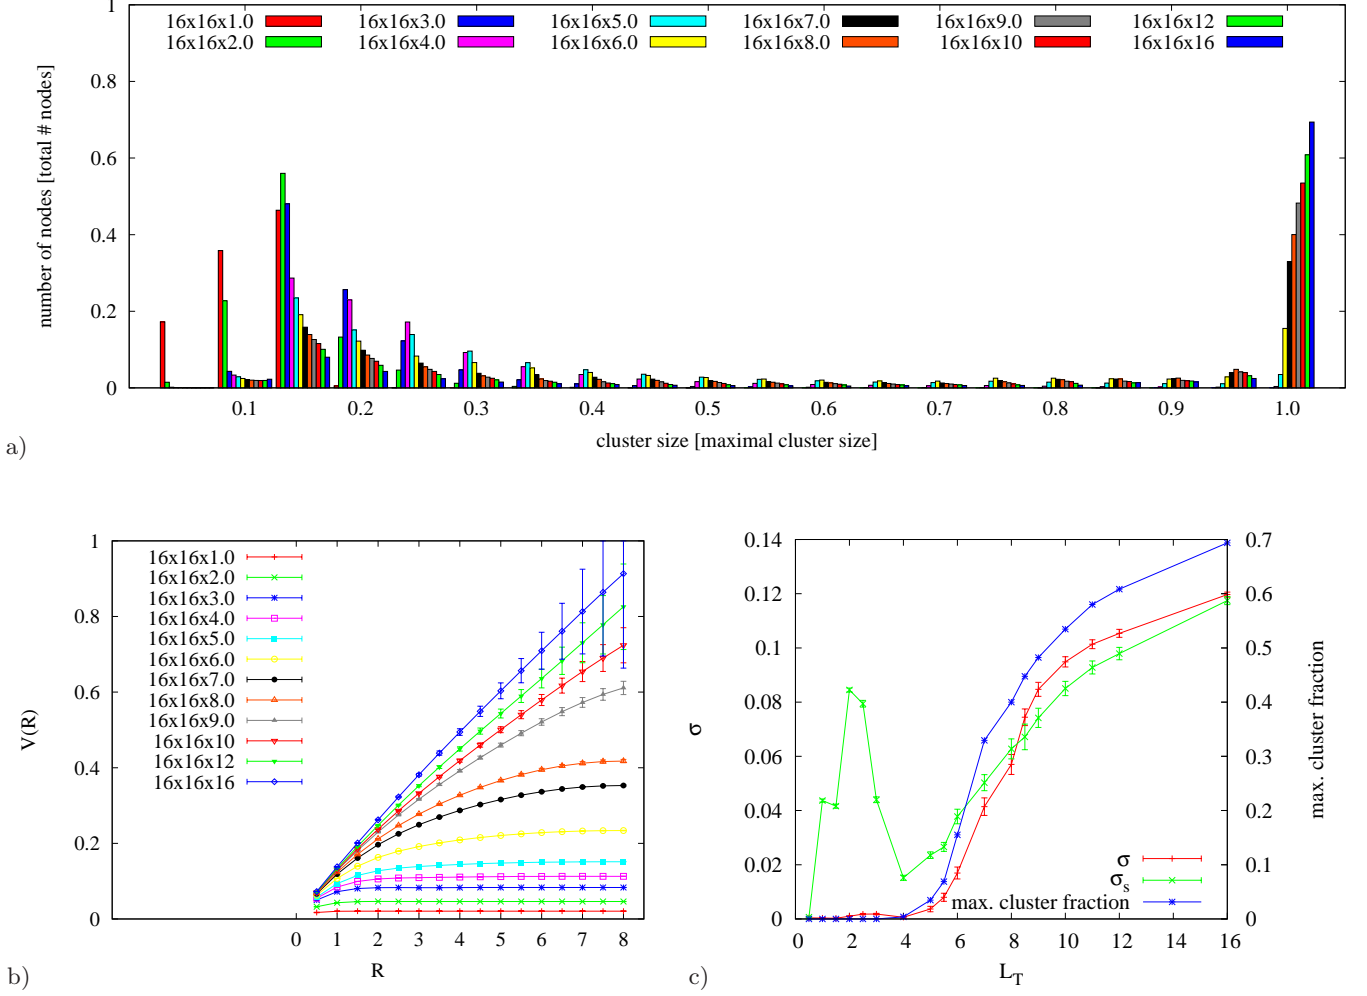 1
0.8
0.6
0.4
0.2
0
number of nodes [total # nodes]
16x16x1.0 16x16x3.0 16x16x5.0 16x16x7.0 16x16x9.0 16x16x12
16x16x2.0 16x16x4.0 16x16x6.0 16x16x8.0 16x16x10 16x16x16
0.1 0.2 0.3 0.4 0.5 0.6 0.7 0.8 0.9 1.0
cluster size [maximal cluster size]
a)
1
0.8
0.6
0.4
0.2
0
V(R)
16x16x1.0
16x16x2.0
16x16x3.0
16x16x4.0
16x16x5.0
16x16x6.0
16x16x7.0
16x16x8.0
16x16x9.0
16x16x10
16x16x12
16x16x16
0 1 2 3 4 5 6 7 8
R
b)
0.14
0.12
0.1
0.08
0.06
0.04
0.02
0
σ
0.7
0.6
0.5
0.4
0.3
0.2
0.1
0
max. cluster fraction
σ
σs
max. cluster fraction
0 2 4 6 8 10 12 14 16
LT
c)